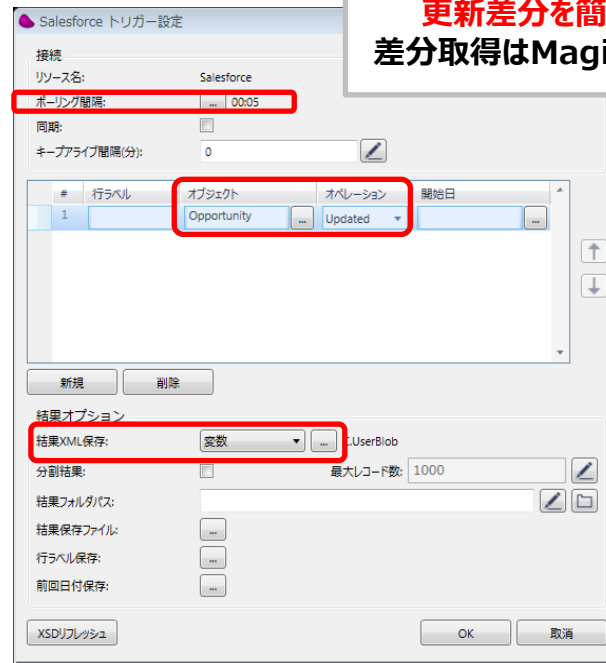 更新差分を簡
差分取得はMagi
Salesforce トリガー設定
接続
リソース名: Salesforce
ポーリング間隔: ... 00:05
同期:
キープアライブ間隔(分): 0
# 行ラベル オブジェクト オペレーション 開始日
1 Opportunity ... Updated ...
新規 削除
結果オプション
結果XML保存: 変数 ... .UserBlob
分割結果: 最大レコード数: 1000
結果フォルダパス:
結果保存ファイル: ...
行ラベル保存: ...
前回日付保存: ...
XSDリフレッシュ OK 取消